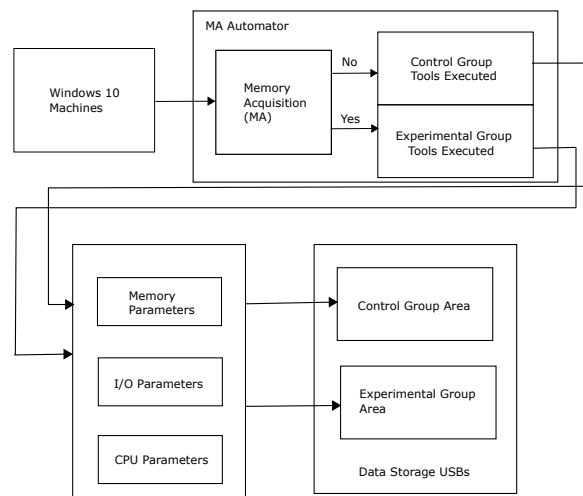 MA Automator
Windows 10
Machines
Memory
Acquisition
(MA)
No
Yes
Control Group
Tools Executed
Experimental Group
Tools Executed
Memory
Parameters
I/O Parameters
CPU Parameters
Control Group Area
Experimental Group
Area
Data Storage USBs